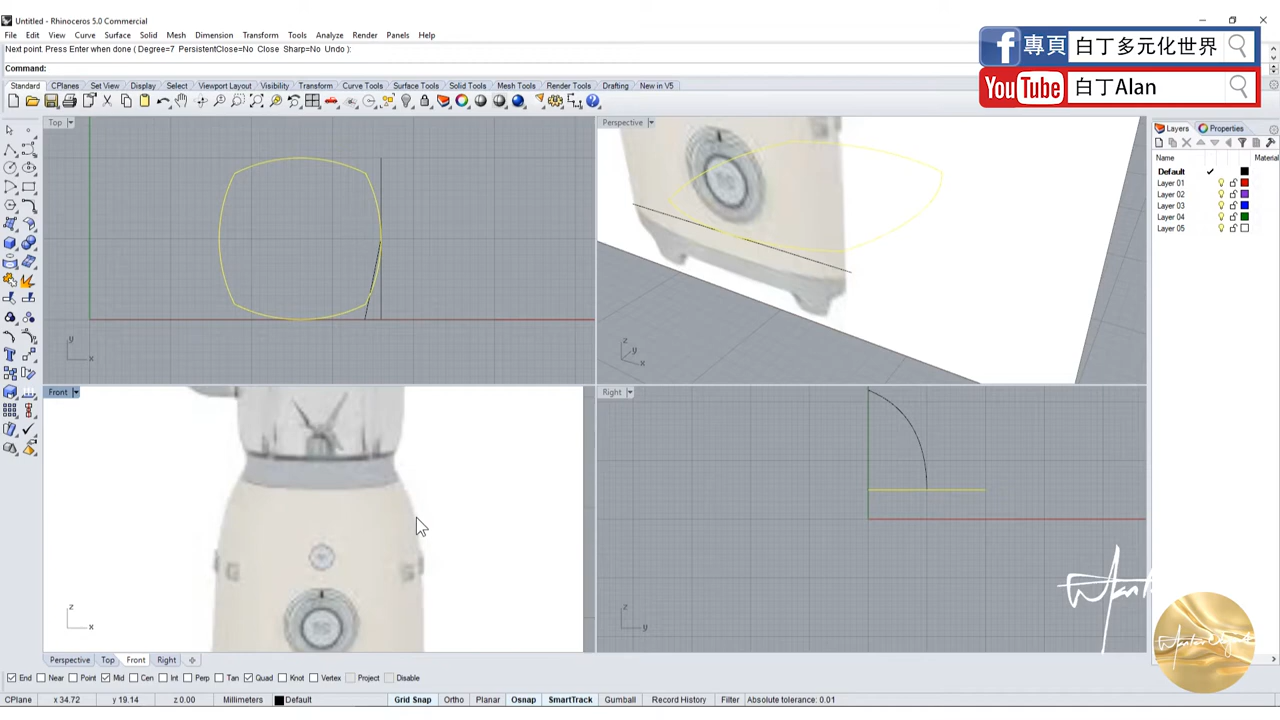 Untitled - Rhinoceros 5.0 Commercial
File Edit View Curve Surface Solid Mesh Dimension Transform Tools Analyze Render Panels Help
Next point. Press Enter when done ( Degree=7 PersistentClose=No Close Sharp=No Undo ):
Command:
專頁 白丁多元化世界
YouTube 白丁Alan
Standard CPlanes Set View Display Select Viewport Layout Visibility Transform Curve Tools Surface Tools Solid Tools Mesh Tools Render Tools Drafting New in V5
Top
Perspective
Layers Properties
Name Material
Default
Layer 01
Layer 02
Layer 03
Layer 04
Layer 05
y
x
z
y
x
Front
Right
z
x
z
y
Perspective Top Front Right
End Near Point Mid Cen Int Perp Tan Quad Knot Vertex Project Disable
CPlane x 34.72 y 19.14 z 0.00 Millimeters Default Grid Snap Ortho Planar Osnap SmartTrack Gumball Record History Filter Absolute tolerance: 0.01